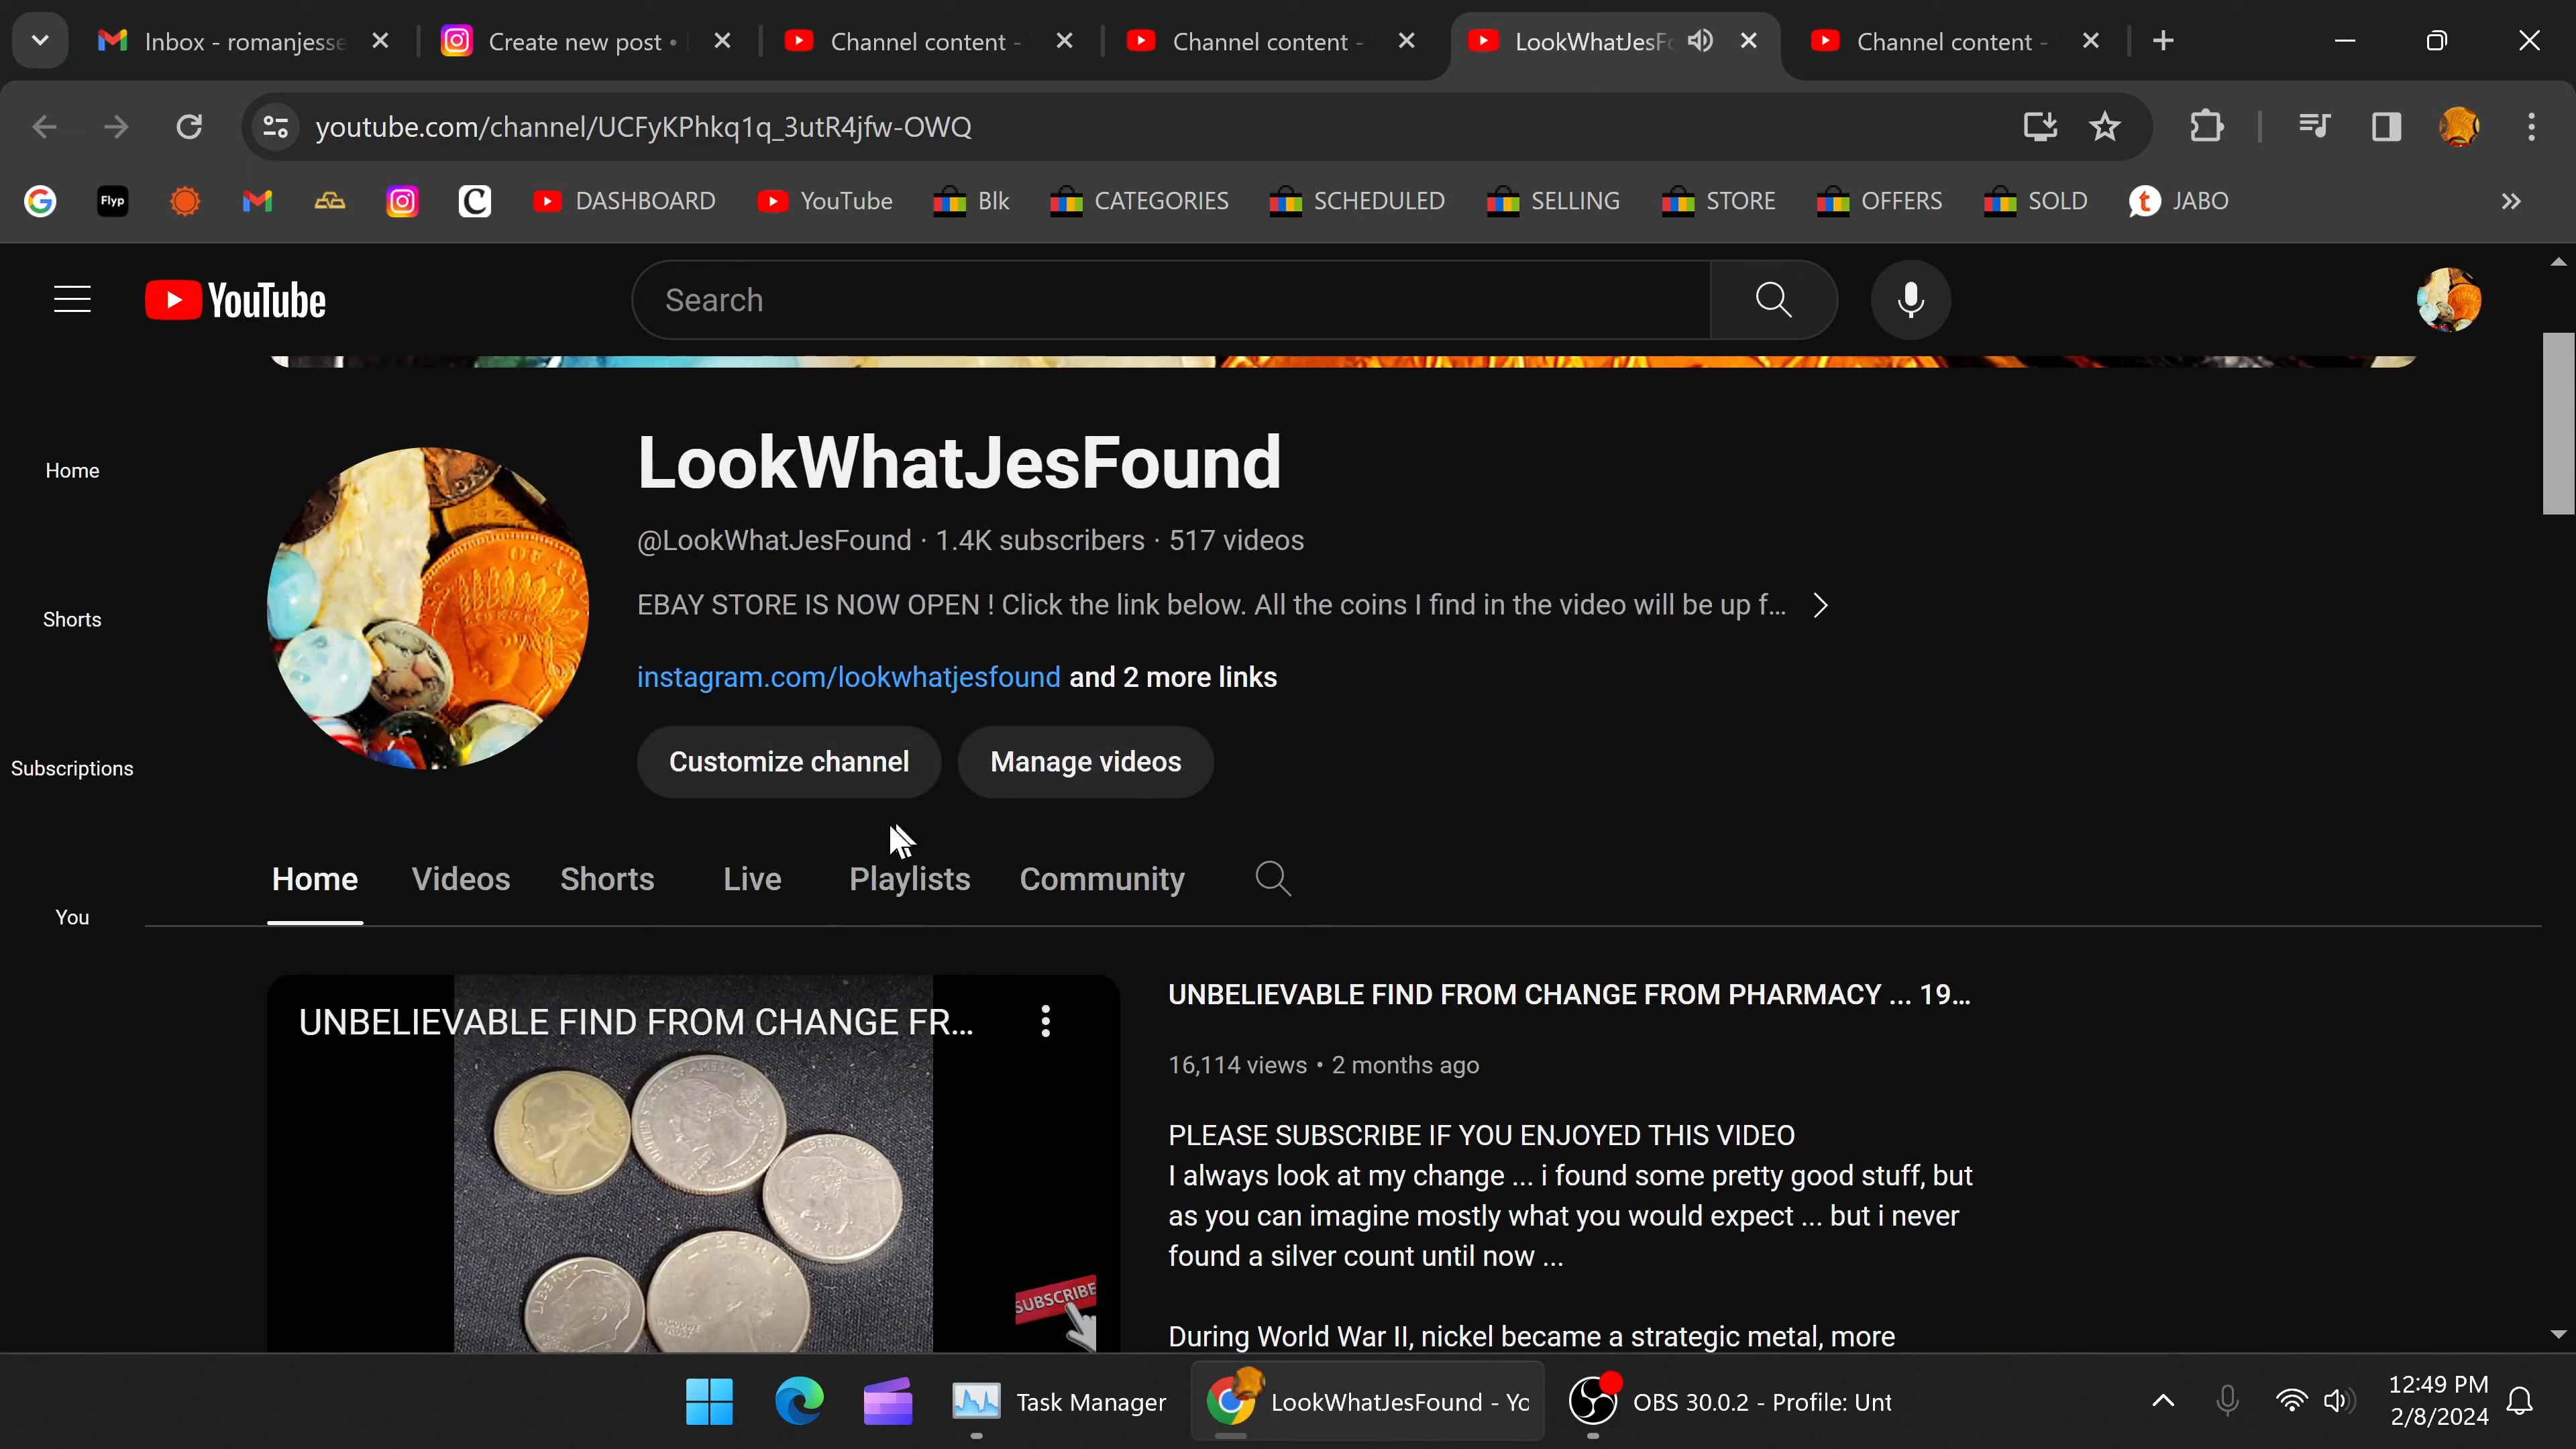 Inbox - romanjesse
Create new post •
Channel content -
Channel content -
LookWhatJesFo
Channel content -
youtube.com/channel/UCFyKPhkq1q_3utR4jfw-OWQ
Flyp
C
DASHBOARD
YouTube
Blk
CATEGORIES
SCHEDULED
SELLING
STORE
OFFERS
SOLD
t
JABO
YouTube
Search
Home
Shorts
Subscriptions
You
LookWhatJesFound
@LookWhatJesFound · 1.4K subscribers · 517 videos
EBAY STORE IS NOW OPEN ! Click the link below. All the coins I find in the video will be up f...
instagram.com/lookwhatjesfound and 2 more links
Customize channel
Manage videos
Home
Videos
Shorts
Live
Playlists
Community
UNBELIEVABLE FIND FROM CHANGE FR...
LIBERTY
LIBERTY
SUBSCRIBE
UNBELIEVABLE FIND FROM CHANGE FROM PHARMACY ... 19...
16,114 views • 2 months ago
PLEASE SUBSCRIBE IF YOU ENJOYED THIS VIDEO
I always look at my change ... i found some pretty good stuff, but
as you can imagine mostly what you would expect ... but i never
found a silver count until now ...
During World War II, nickel became a strategic metal, more
Task Manager
LookWhatJesFound - Yo
OBS 30.0.2 - Profile: Unt
12:49 PM
2/8/2024